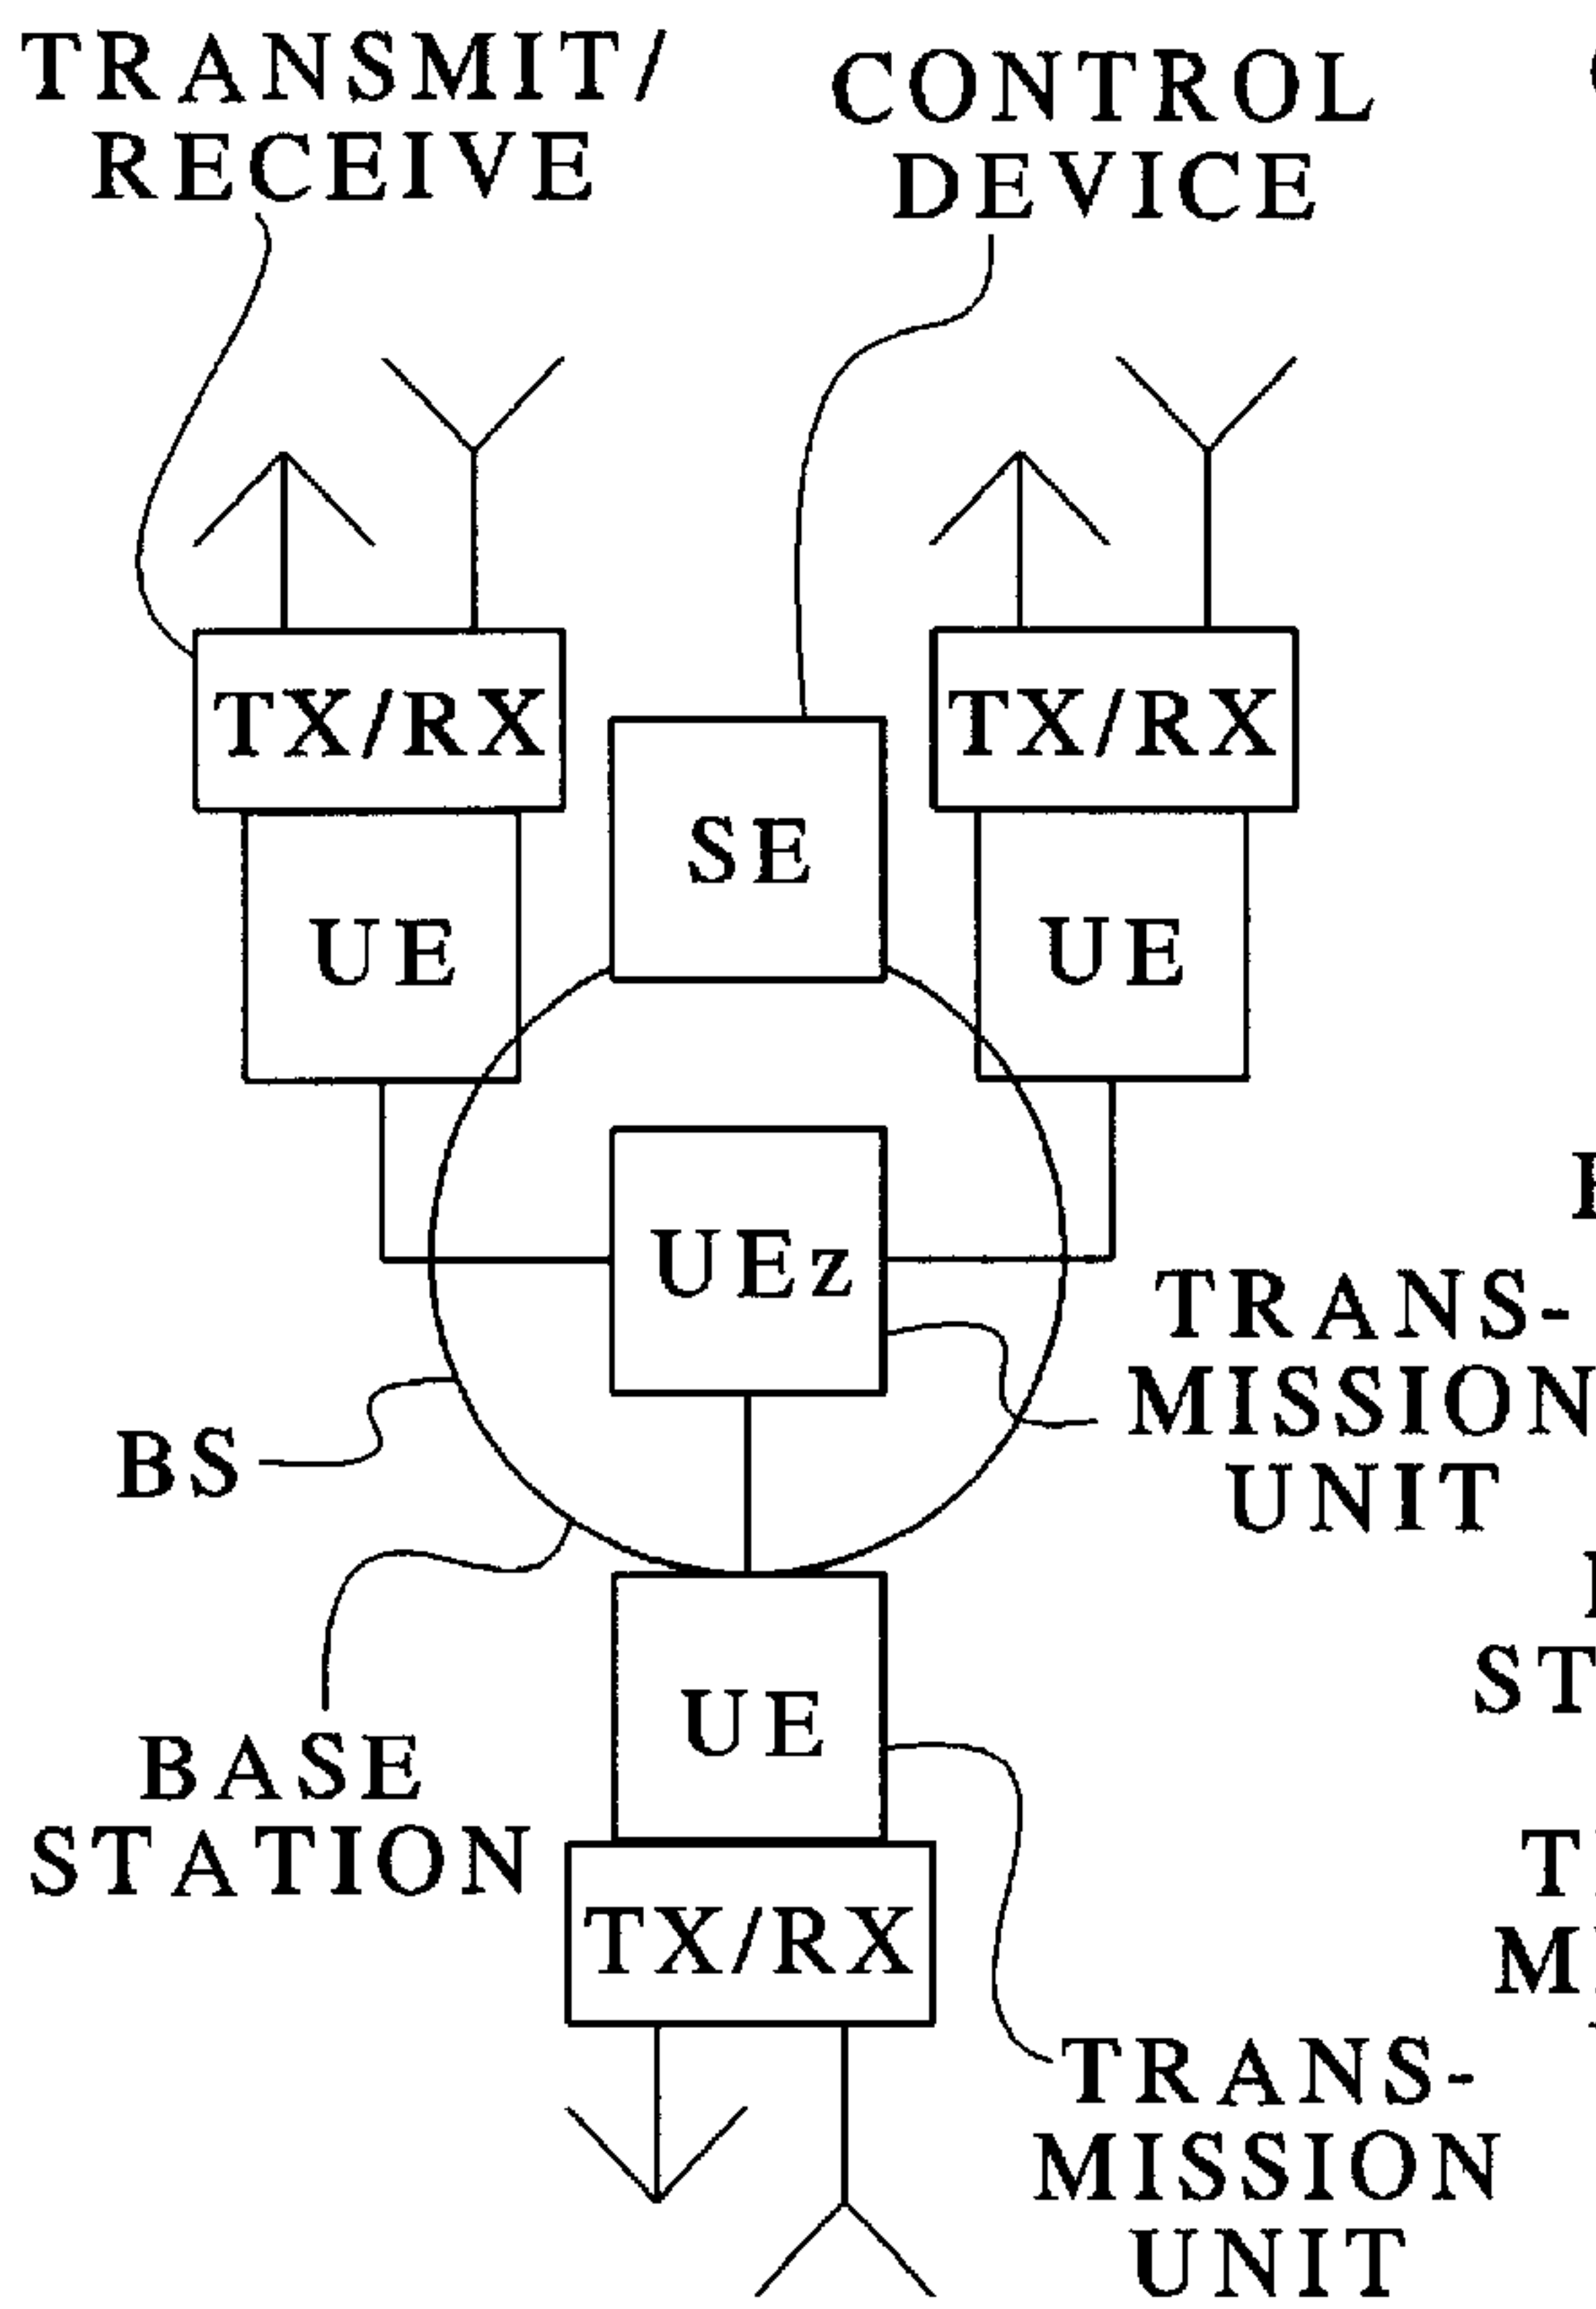 TRANSMIT/
RECEIVE
CONTROL
DEVICE
TX/RX
TX/RX
SE
UE
UE
UEz
TRANS-
MISSION
UNIT
BS
UE
BASE
STATION
TX/RX
TRANS-
MISSION
UNIT